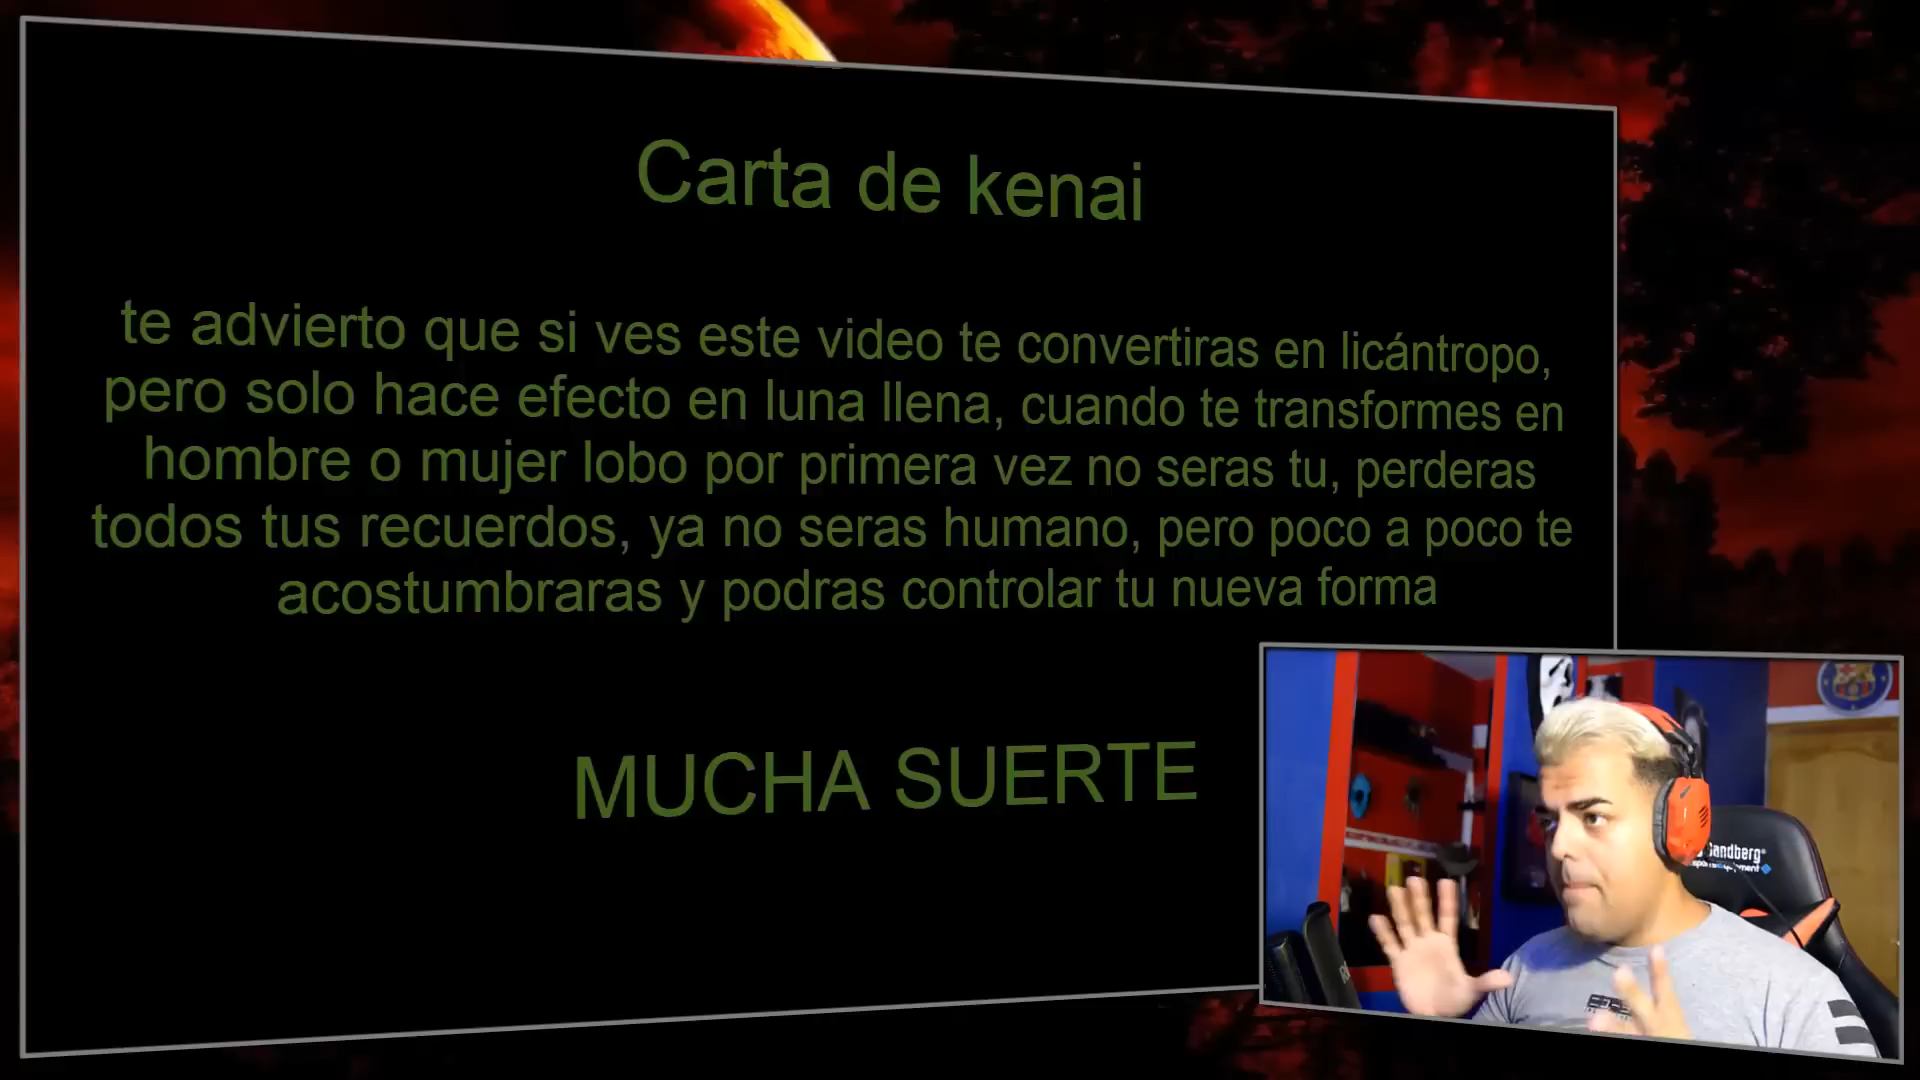 Carta de kenai
te advierto que si ves este video te convertiras en licántropo,
pero solo hace efecto en luna llena, cuando te transformes en
hombre o mujer lobo por primera vez no seras tu, perderas
todos tus recuerdos, ya no seras humano, pero poco a poco te
acostumbraras y podras controlar tu nueva forma
MUCHA SUERTE